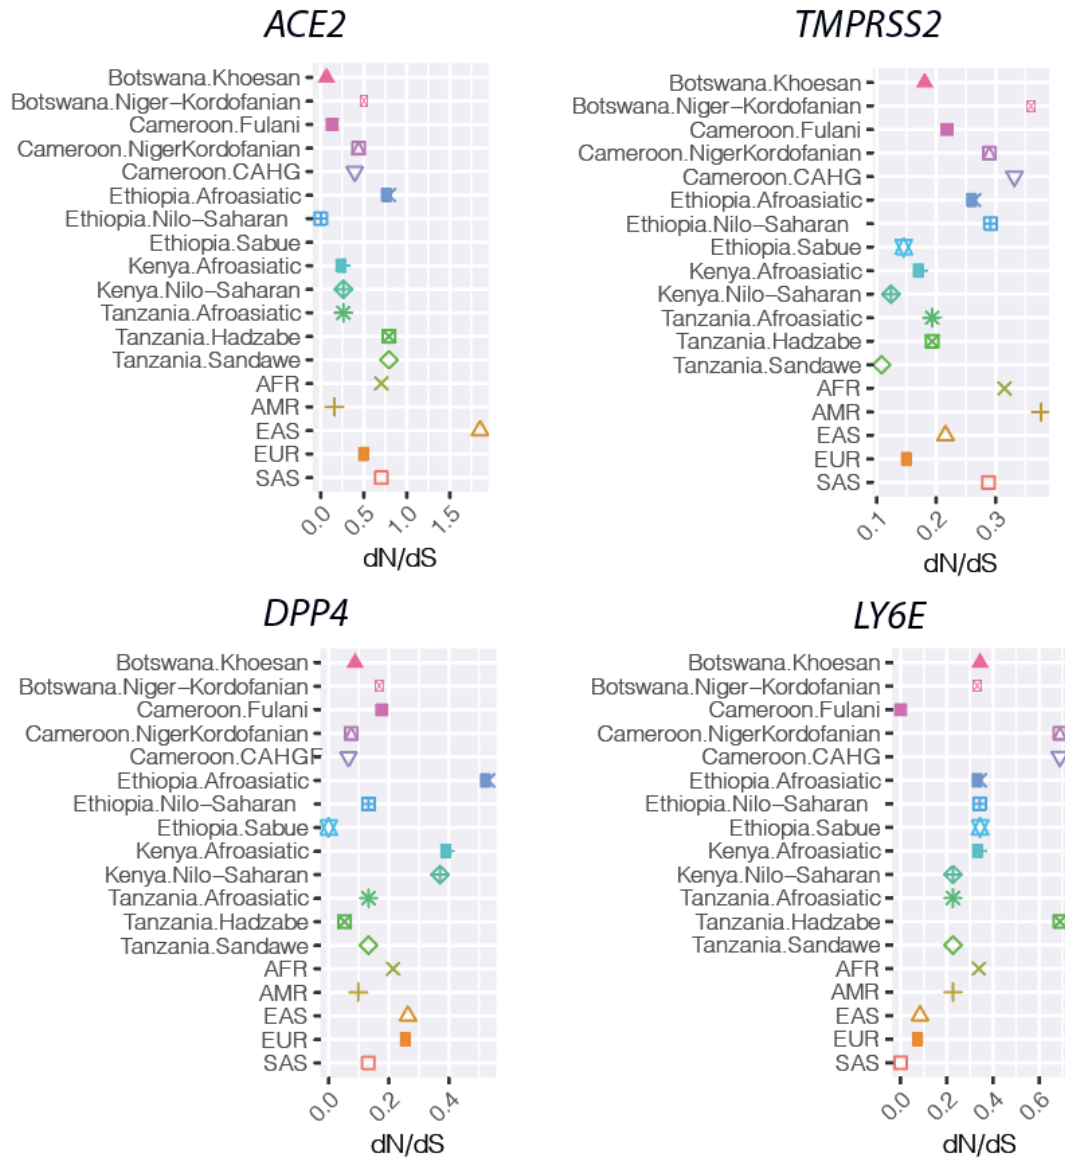 ACE2
Botswana.Khoesan
Botswana.Niger−Kordofanian
Cameroon.Fulani
Cameroon.NigerKordofanian
Cameroon.CAHG
Ethiopia.Afroasiatic
Ethiopia.Nilo−Saharan
Ethiopia.Sabue
Kenya.Afroasiatic
Kenya.Nilo−Saharan
Tanzania.Afroasiatic
Tanzania.Hadzabe
Tanzania.Sandawe
AFR
AMR
EAS
EUR
SAS
0.0 0.5 1.0 1.5
dN/dS
TMPRSS2
Botswana.Khoesan
Botswana.Niger−Kordofanian
Cameroon.Fulani
Cameroon.NigerKordofanian
Cameroon.CAHG
Ethiopia.Afroasiatic
Ethiopia.Nilo−Saharan
Ethiopia.Sabue
Kenya.Afroasiatic
Kenya.Nilo−Saharan
Tanzania.Afroasiatic
Tanzania.Hadzabe
Tanzania.Sandawe
AFR
AMR
EAS
EUR
SAS
0.1 0.2 0.3
dN/dS
DPP4
Botswana.Khoesan
Botswana.Niger−Kordofanian
Cameroon.Fulani
Cameroon.NigerKordofanian
Cameroon.CAHGF
Ethiopia.Afroasiatic
Ethiopia.Nilo−Saharan
Ethiopia.Sabue
Kenya.Afroasiatic
Kenya.Nilo−Saharan
Tanzania.Afroasiatic
Tanzania.Hadzabe
Tanzania.Sandawe
AFR
AMR
EAS
EUR
SAS
0.0 0.2 0.4
dN/dS
LY6E
Botswana.Khoesan
Botswana.Niger−Kordofanian
Cameroon.Fulani
Cameroon.NigerKordofanian
Cameroon.CAHG
Ethiopia.Afroasiatic
Ethiopia.Nilo−Saharan
Ethiopia.Sabue
Kenya.Afroasiatic
Kenya.Nilo−Saharan
Tanzania.Afroasiatic
Tanzania.Hadzabe
Tanzania.Sandawe
AFR
AMR
EAS
EUR
SAS
0.0 0.2 0.4 0.6
dN/dS